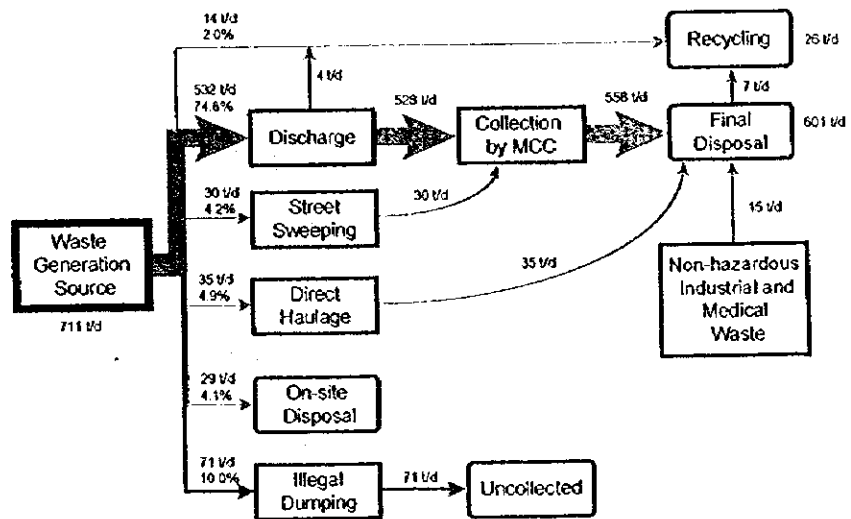 14 t/d
2.0%
Recycling
26 t/d
4 t/d
7 t/d
532 t/d
74.8%
528 t/d
558 t/d
Discharge
Collection
by MCC
Final
Disposal
601 t/d
30 t/d
4.2%
Street
Sweeping
30 t/d
15 t/d
Waste
Generation
Source
711 t/d
35 t/d
4.9%
Direct
Haulage
35 t/d
Non-hazardous
Industrial and
Medical
Waste
29 t/d
4.1%
On-site
Disposal
71 t/d
10.0%
Illegal
Dumping
71 t/d
Uncollected